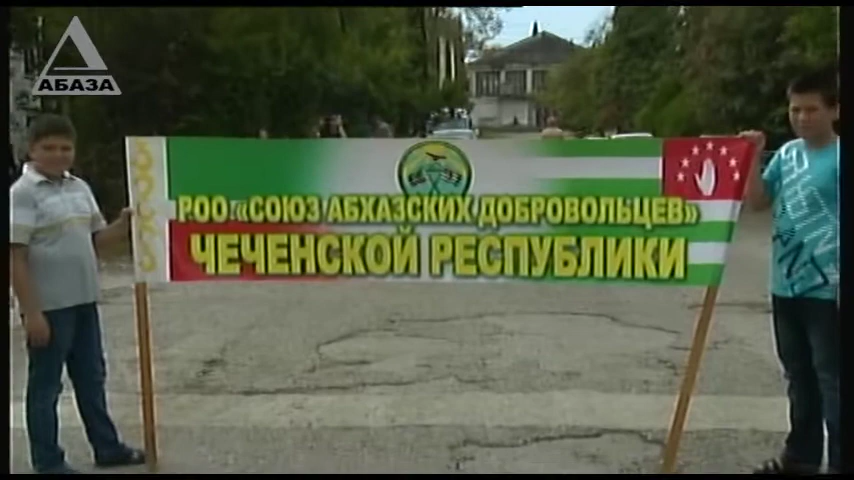 АБАЗА
РОО «СОЮЗ АБХАЗСКИХ ДОБРОВОЛЬЦЕВ»
ЧЕЧЕНСКОЙ РЕСПУБЛИКИ